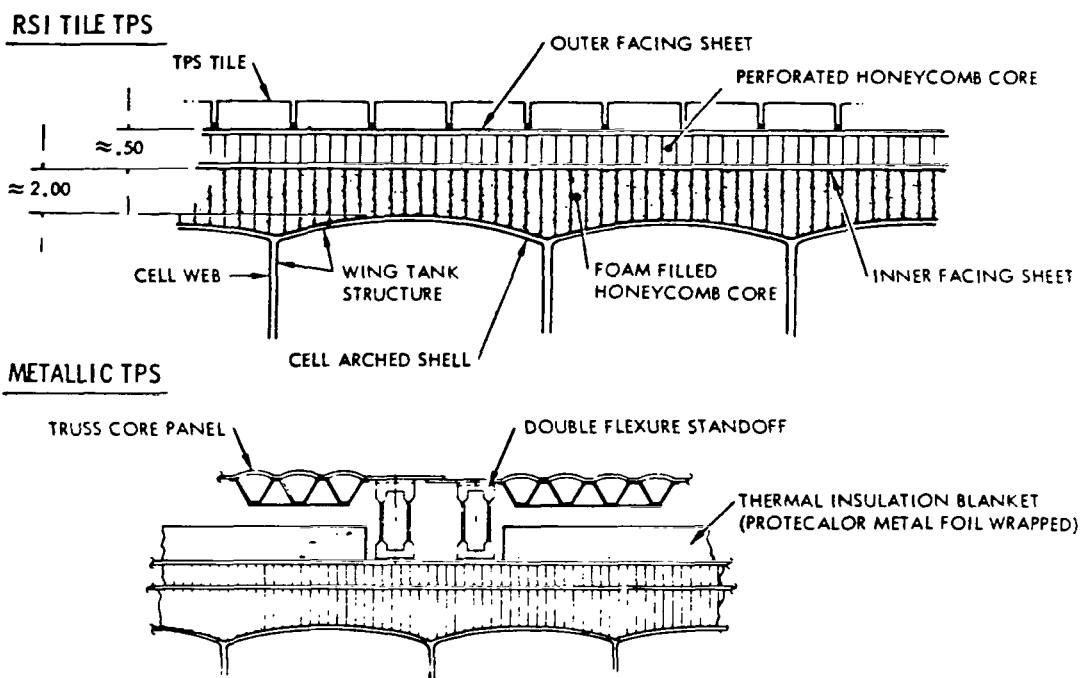 RSI TILE TPS
OUTER FACING SHEET
TPS TILE
PERFORATED HONEYCOMB CORE
≈.50
≈2.00
CELL WEB
WING TANK
STRUCTURE
FOAM FILLED
HONEYCOMB CORE
INNER FACING SHEET
CELL ARCHED SHELL
METALLIC TPS
TRUSS CORE PANEL
DOUBLE FLEXURE STANDOFF
THERMAL INSULATION BLANKET
(PROTECALOR METAL FOIL WRAPPED)